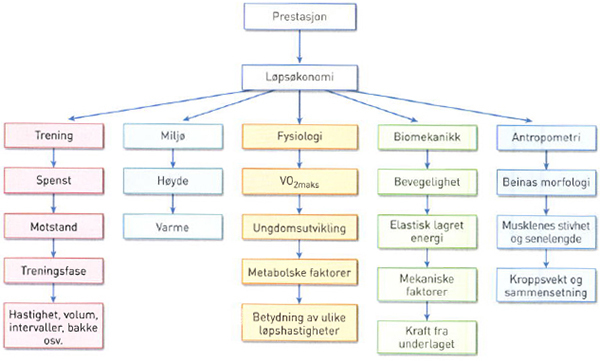 Prestasjon
Løpsøkonomi
Trening
Spenst
Motstand
Treningsfase
Hastighet, volum,
intervaller, bakke
osv.
Miljø
Høyde
Varme
Fysiologi
VO2maks
Ungdomsutvikling
Metabolske faktorer
Betydning av ulike
løpshastigheter
Biomekanikk
Bevegelighet
Elastisk lagret
energi
Mekaniske
faktorer
Kraft fra
underlaget
Antropometri
Beinas morfologi
Musklenes stivhet
og senelengde
Kroppsvekt og
sammensetning